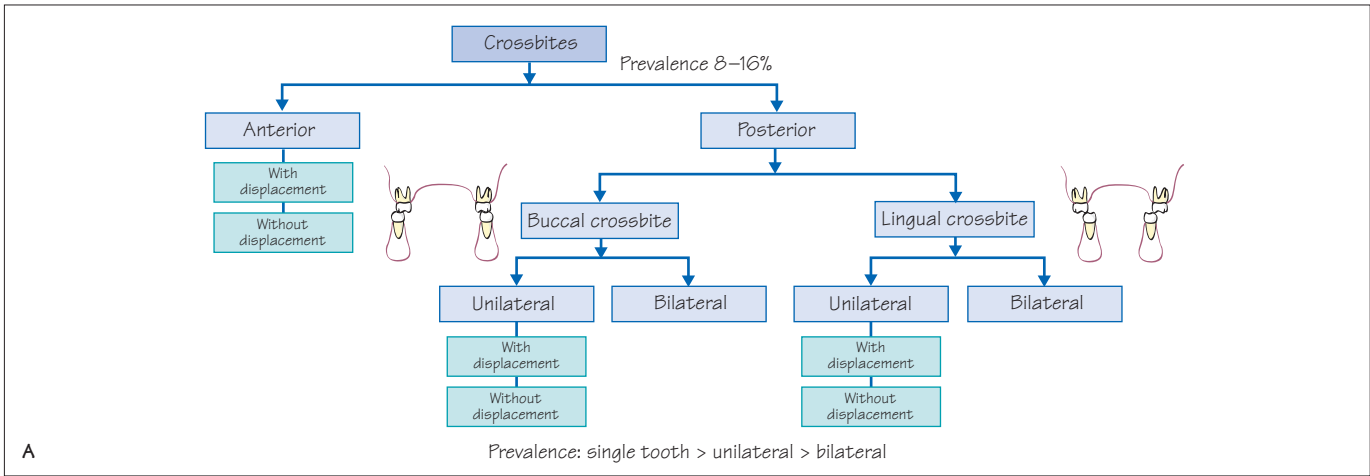 Crossbites
Prevalence 8–16%
Anterior
Posterior
With
displacement
Without
displacement
Buccal crossbite
Lingual crossbite
Unilateral
Bilateral
Unilateral
Bilateral
With
displacement
Without
displacement
With
displacement
Without
displacement
A
Prevalence: single tooth > unilateral > bilateral